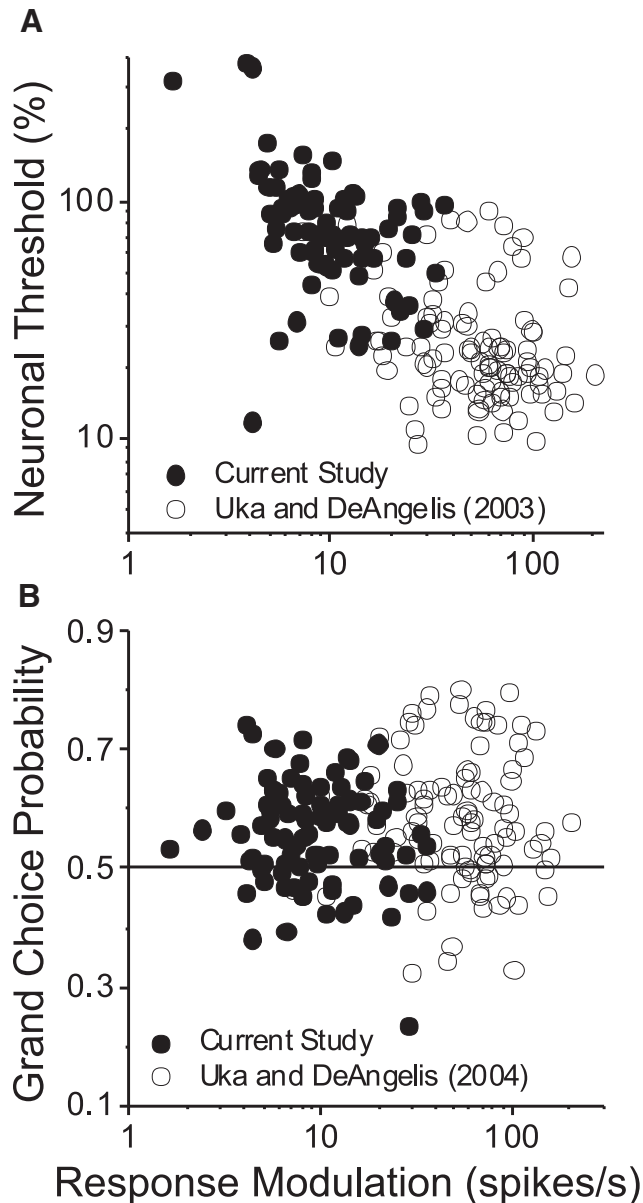 A
Neuronal Threshold (%)
100
10
Current Study
Uka and DeAngelis (2003)
1
10
100
B
Grand Choice Probability
0.9
0.7
0.5
0.3
0.1
Current Study
Uka and DeAngelis (2004)
1
10
100
Response Modulation (spikes/s)